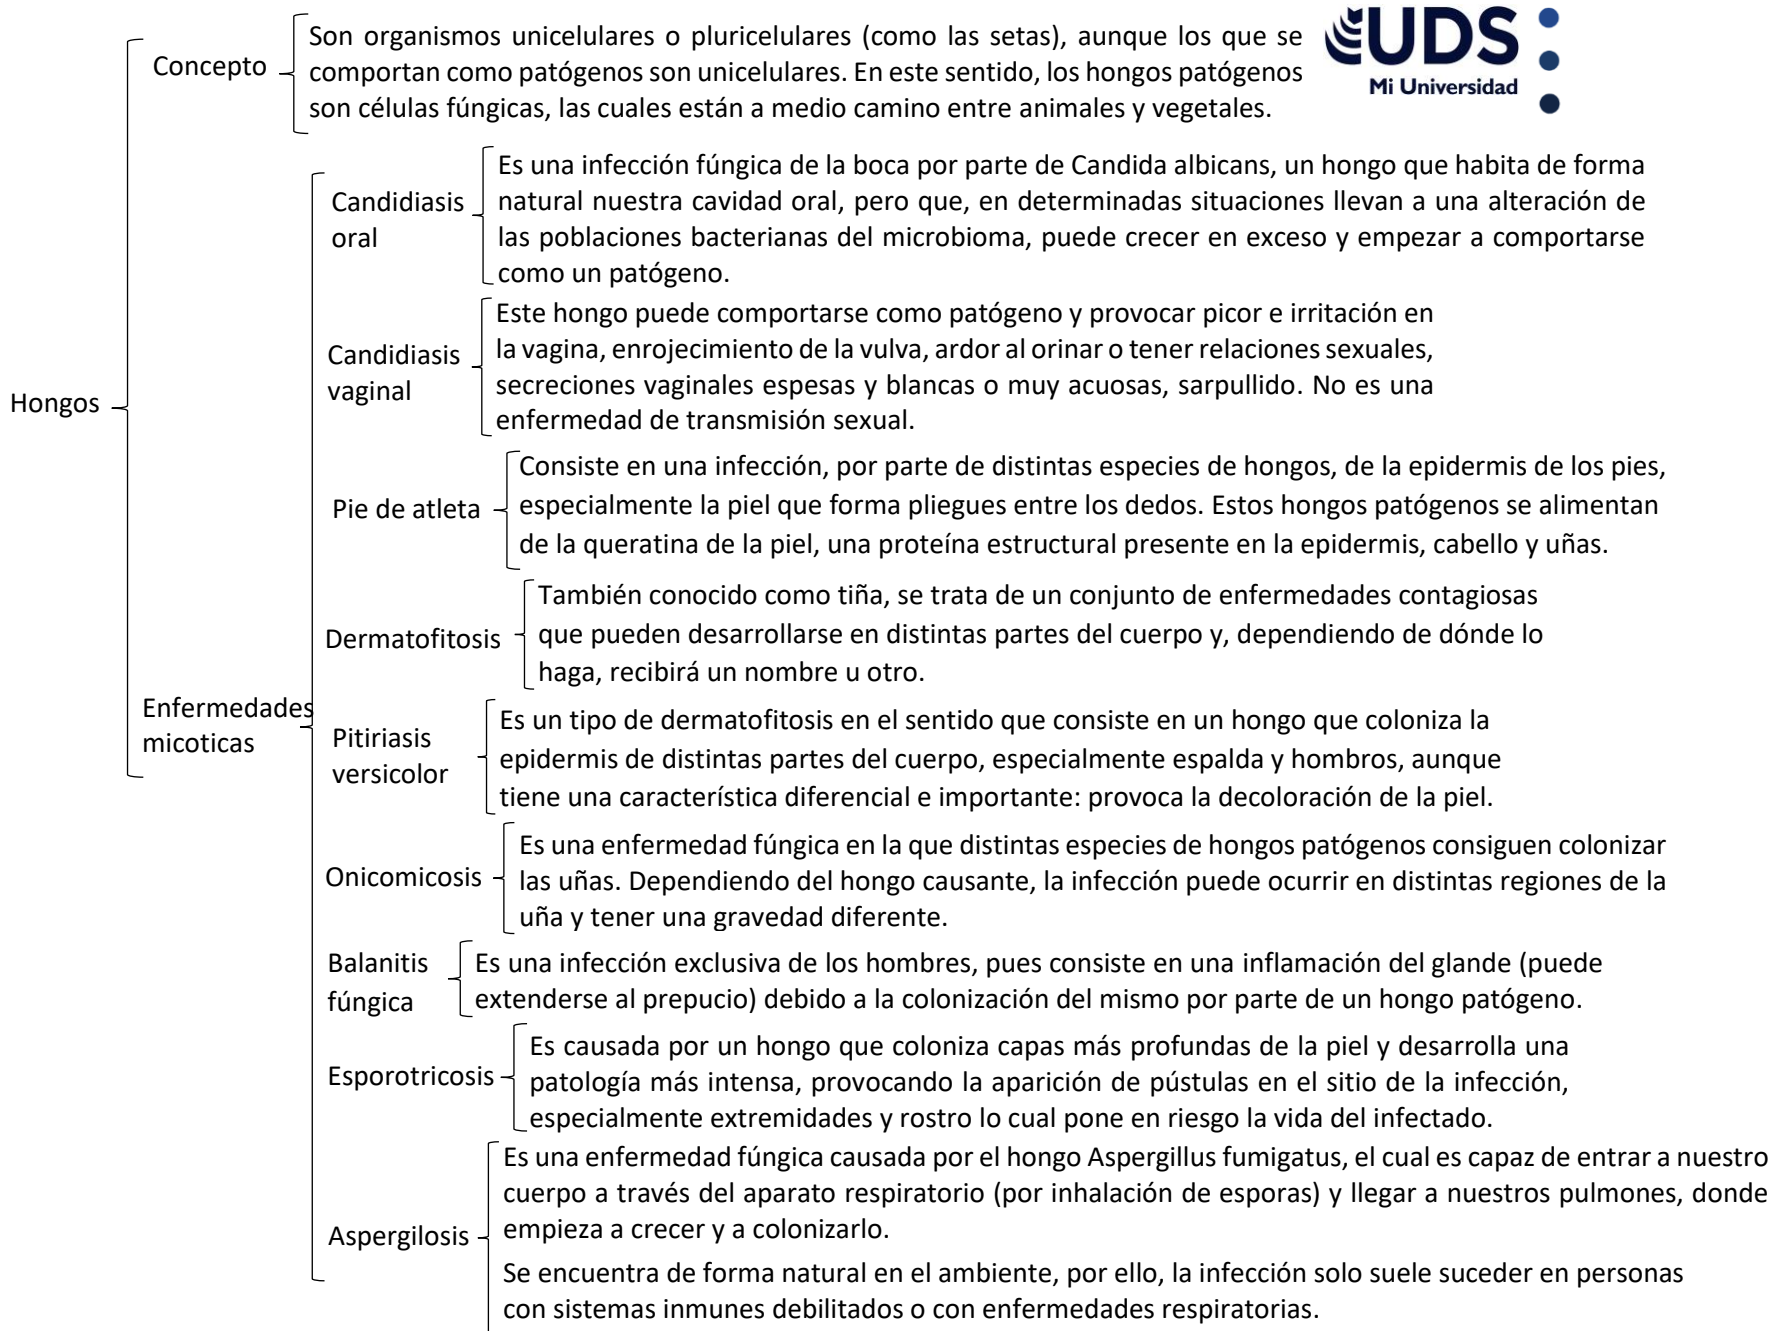 UDS
Mi Universidad
Son organismos unicelulares o pluricelulares (como las setas), aunque los que se
Concepto
comportan como patógenos son unicelulares. En este sentido, los hongos patógenos
son células fúngicas, las cuales están a medio camino entre animales y vegetales.
Hongos
Enfermedades
micoticas
Candidiasis
oral
Es una infección fúngica de la boca por parte de Candida albicans, un hongo que habita de forma
natural nuestra cavidad oral, pero que, en determinadas situaciones llevan a una alteración de
las poblaciones bacterianas del microbioma, puede crecer en exceso y empezar a comportarse
como un patógeno.
Candidiasis
vaginal
Este hongo puede comportarse como patógeno y provocar picor e irritación en
la vagina, enrojecimiento de la vulva, ardor al orinar o tener relaciones sexuales,
secreciones vaginales espesas y blancas o muy acuosas, sarpullido. No es una
enfermedad de transmisión sexual.
Pie de atleta
Consiste en una infección, por parte de distintas especies de hongos, de la epidermis de los pies,
especialmente la piel que forma pliegues entre los dedos. Estos hongos patógenos se alimentan
de la queratina de la piel, una proteína estructural presente en la epidermis, cabello y uñas.
Dermatofitosis
También conocido como tiña, se trata de un conjunto de enfermedades contagiosas
que pueden desarrollarse en distintas partes del cuerpo y, dependiendo de dónde lo
haga, recibirá un nombre u otro.
Pitiriasis
versicolor
Es un tipo de dermatofitosis en el sentido que consiste en un hongo que coloniza la
epidermis de distintas partes del cuerpo, especialmente espalda y hombros, aunque
tiene una característica diferencial e importante: provoca la decoloración de la piel.
Onicomicosis
Es una enfermedad fúngica en la que distintas especies de hongos patógenos consiguen colonizar
las uñas. Dependiendo del hongo causante, la infección puede ocurrir en distintas regiones de la
uña y tener una gravedad diferente.
Balanitis
fúngica
Es una infección exclusiva de los hombres, pues consiste en una inflamación del glande (puede
extenderse al prepucio) debido a la colonización del mismo por parte de un hongo patógeno.
Esporotricosis
Es causada por un hongo que coloniza capas más profundas de la piel y desarrolla una
patología más intensa, provocando la aparición de pústulas en el sitio de la infección,
especialmente extremidades y rostro lo cual pone en riesgo la vida del infectado.
Aspergilosis
Es una enfermedad fúngica causada por el hongo Aspergillus fumigatus, el cual es capaz de entrar a nuestro
cuerpo a través del aparato respiratorio (por inhalación de esporas) y llegar a nuestros pulmones, donde
empieza a crecer y a colonizarlo.
Se encuentra de forma natural en el ambiente, por ello, la infección solo suele suceder en personas
con sistemas inmunes debilitados o con enfermedades respiratorias.